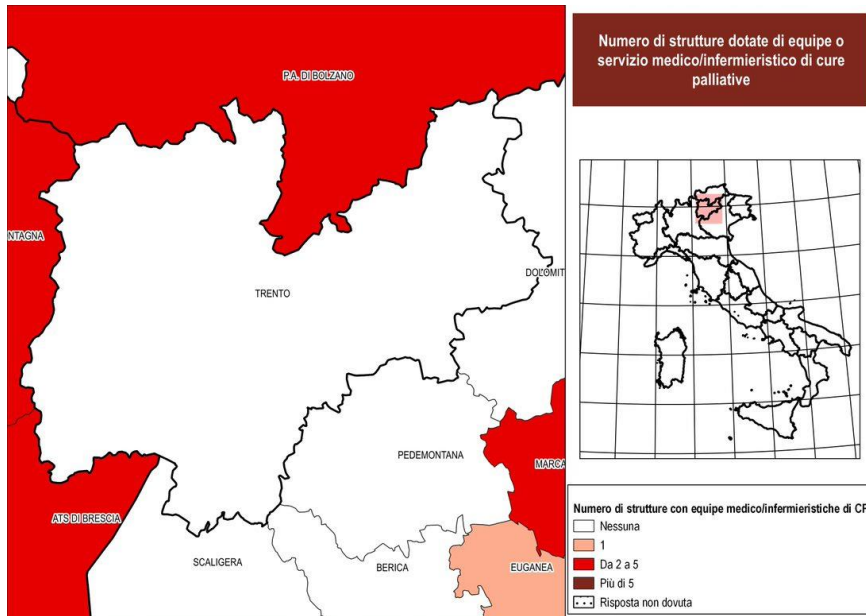 Numero di strutture dotate di equipe o
servizio medico/infermieristico di cure
palliative
P.A. DI BOLZANO
NTAGNA
TRENTO
DOLOMIT
PEDEMONTANA
MARCA
ATS DI BRESCIA
SCALIGERA
BERICA
EUGANEA
Numero di strutture con equipe medico/infermieristiche di CP
Nessuna
1
Da 2 a 5
Più di 5
Risposta non dovuta